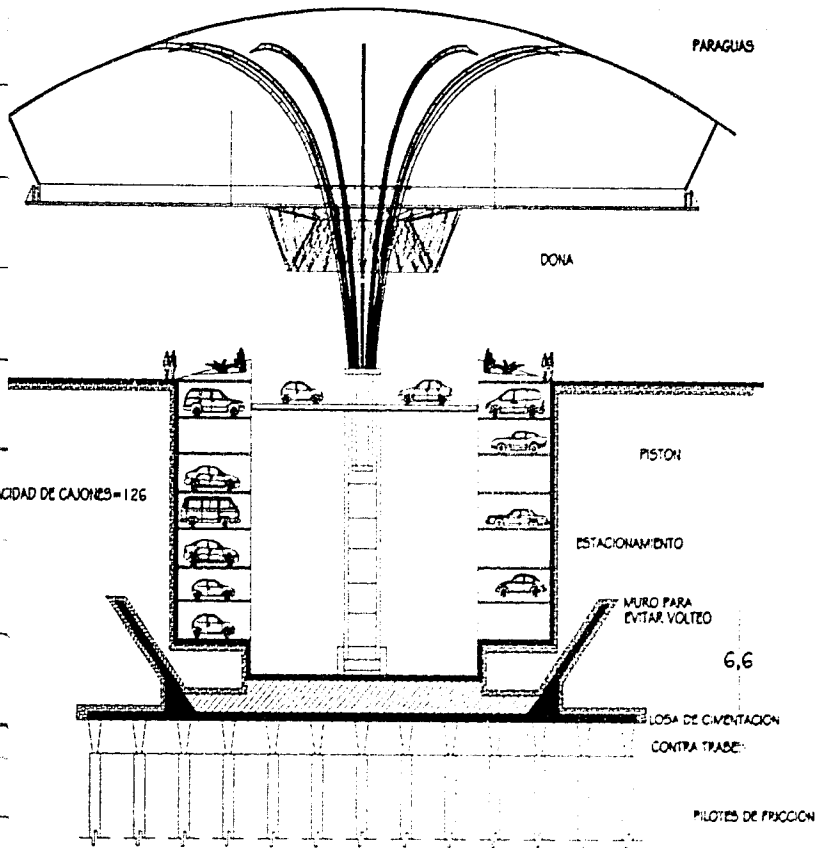 PARAGUAS
DONA
PISTON
CIDAD DE CAJONES=126
ESTACIONAMIENTO
MURO PARA
EVITAR VOLTEO
6,6
LOSA DE CIMENTACION
CONTRA TRABE
PILOTES DE FRICCION